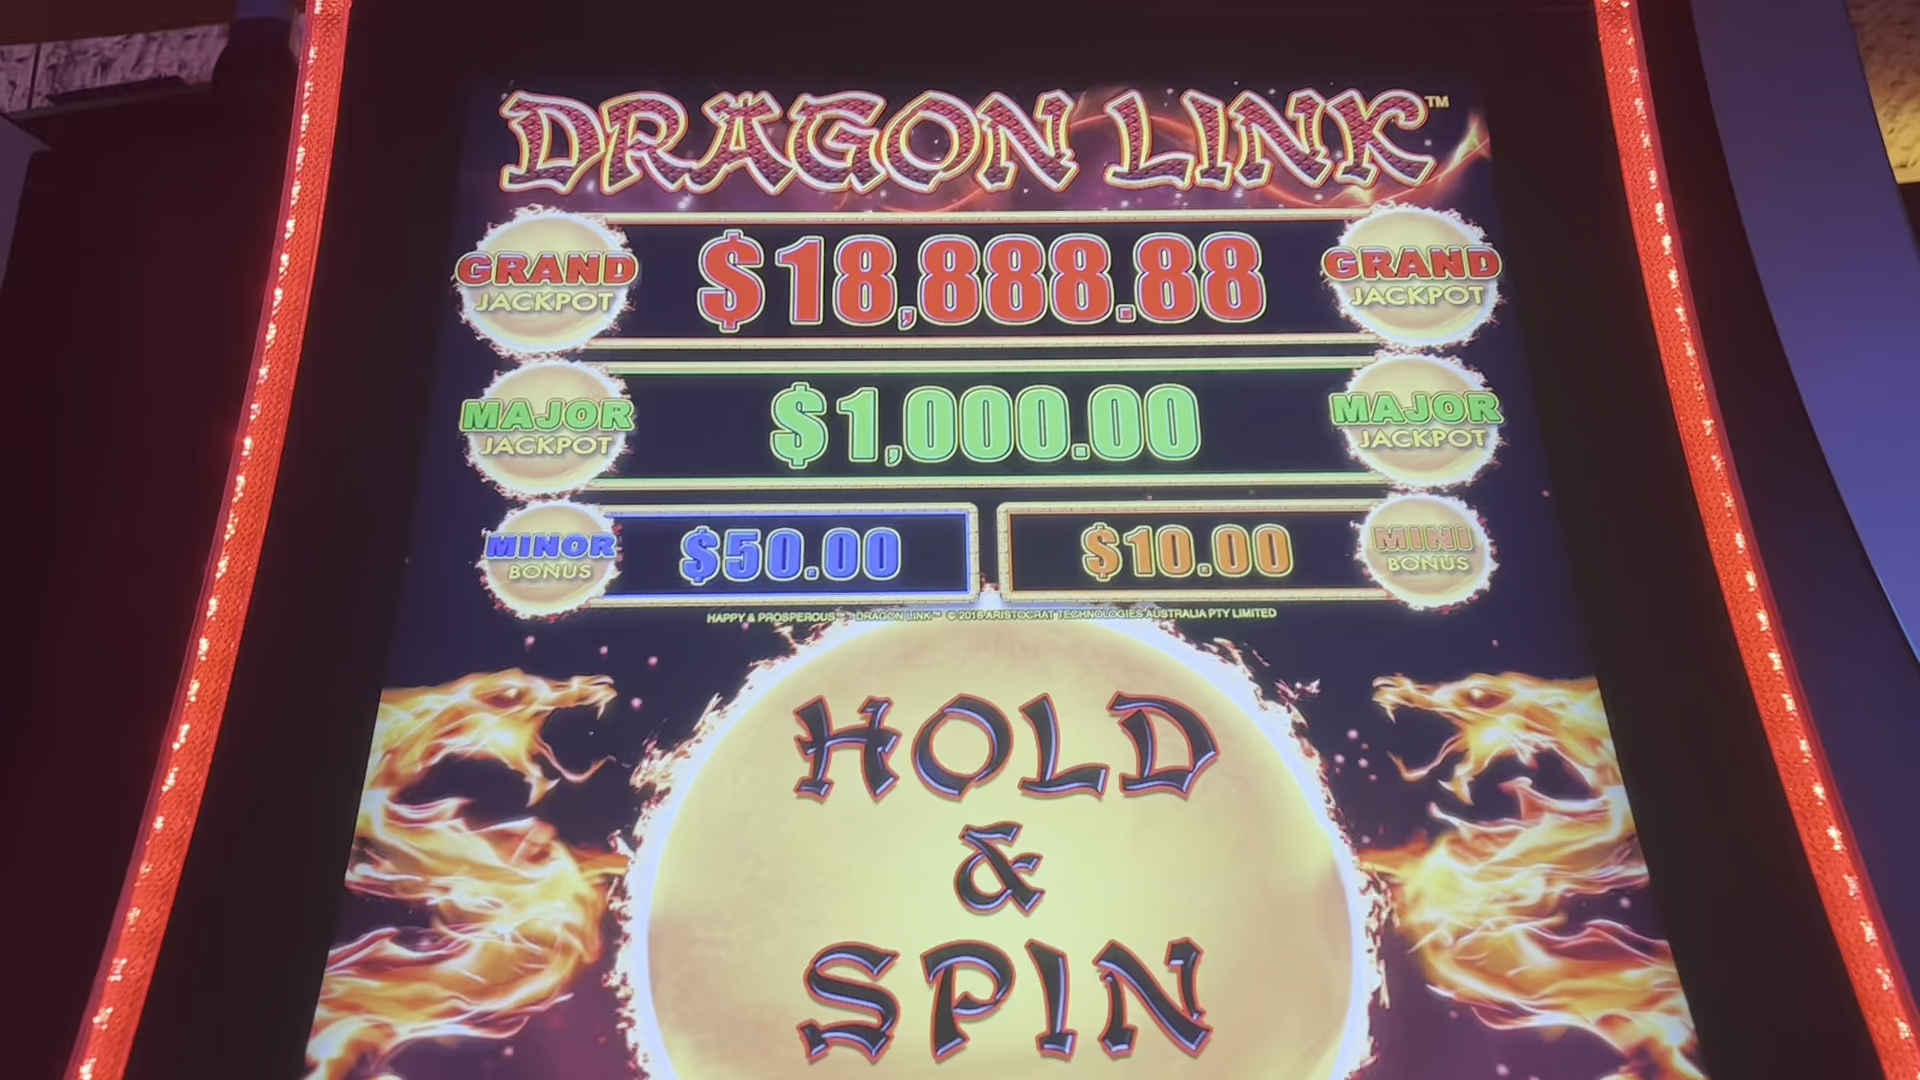 DRAGON LINK™
GRAND JACKPOT $18,888.88 GRAND JACKPOT
MAJOR JACKPOT $1,000.00 MAJOR JACKPOT
MINOR BONUS $50.00 $10.00 MINI BONUS
HAPPY & PROSPEROUS™ DRAGON LINK™ © 2016 ARISTOCRAT TECHNOLOGIES AUSTRALIA PTY LIMITED
HOLD
&
SPIN